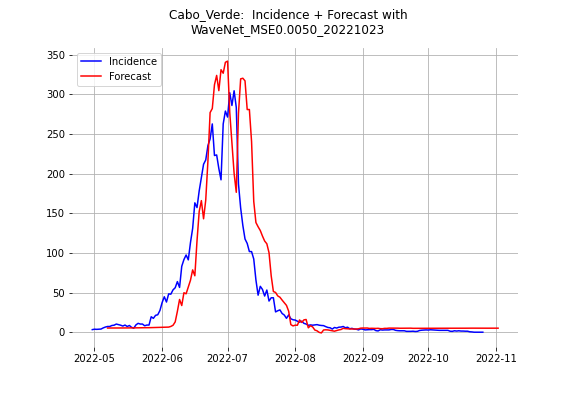 Cabo_Verde:  Incidence + Forecast with
WaveNet_MSE0.0050_20221023
Incidence
Forecast
350
300
250
200
150
100
50
0
2022-05 2022-06 2022-07 2022-08 2022-09 2022-10 2022-11